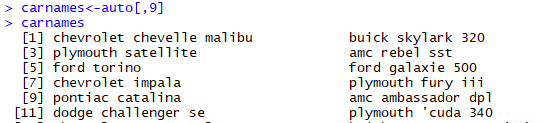 > carnames<-auto[,9]
> carnames
[1] chevrolet chevelle malibu buick skylark 320
[3] plymouth satellite amc rebel sst
[5] ford torino ford galaxie 500
[7] chevrolet impala plymouth fury iii
[9] pontiac catalina amc ambassador dpl
[11] dodge challenger se plymouth 'cuda 340